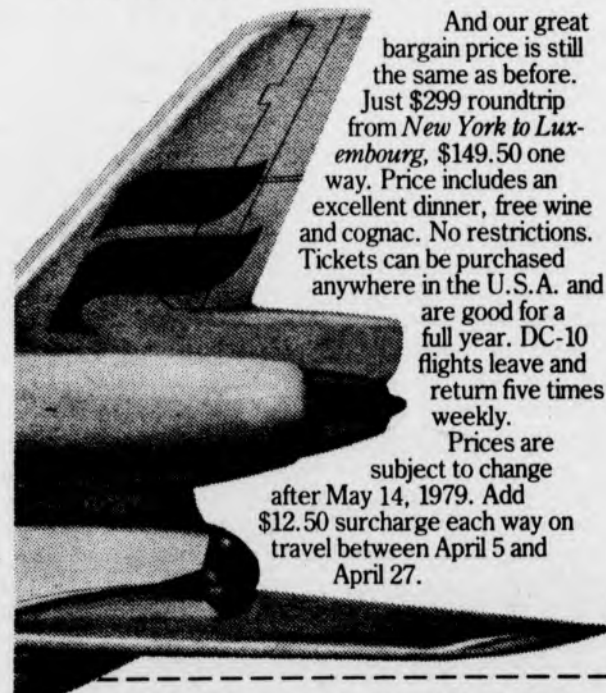 And our great
bargain price is still
the same as before.
Just $299 roundtrip
from New York to Lux-
embourg, $149.50 one
way. Price includes an
excellent dinner, free wine
and cognac. No restrictions.
Tickets can be purchased
anywhere in the U.S.A. and
are good for a
full year. DC-10
flights leave and
return five times
weekly.
Prices are
subject to change
after May 14, 1979. Add
$12.50 surcharge each way on
travel between April 5 and
April 27.